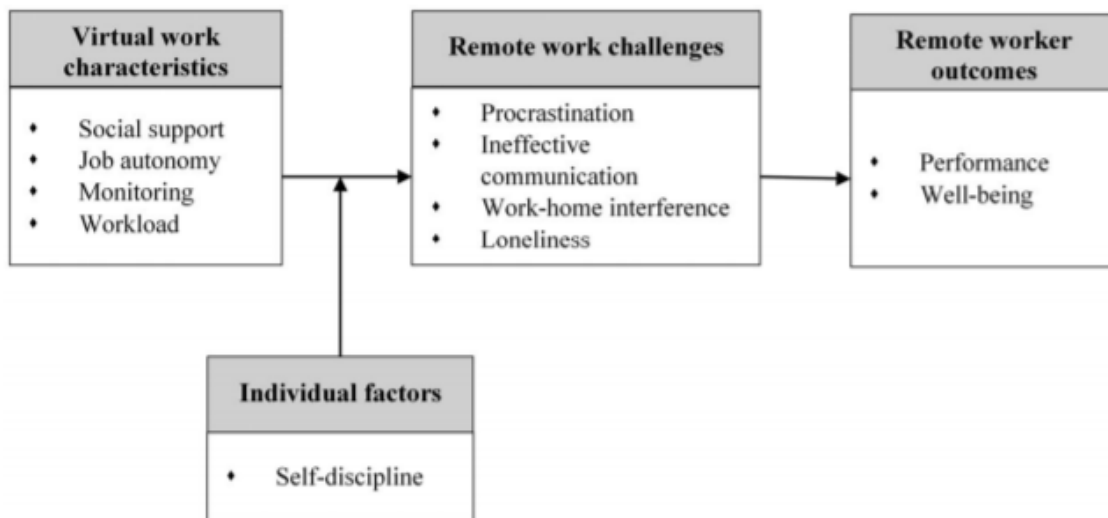 Virtual work
characteristics
♦ Social support
♦ Job autonomy
♦ Monitoring
♦ Workload
Remote work challenges
♦ Procrastination
♦ Ineffective
communication
♦ Work-home interference
♦ Loneliness
Remote worker
outcomes
♦ Performance
♦ Well-being
Individual factors
♦ Self-discipline